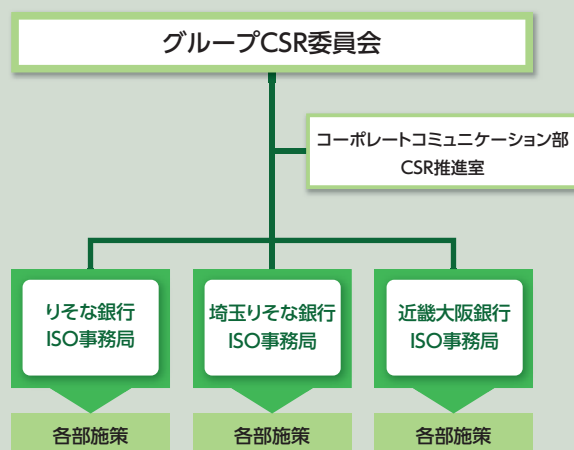 グループCSR委員会
コーポレートコミュニケーション部
CSR推進室
りそな銀行
ISO事務局
埼玉りそな銀行
ISO事務局
近畿大阪銀行
ISO事務局
各部施策
各部施策
各部施策